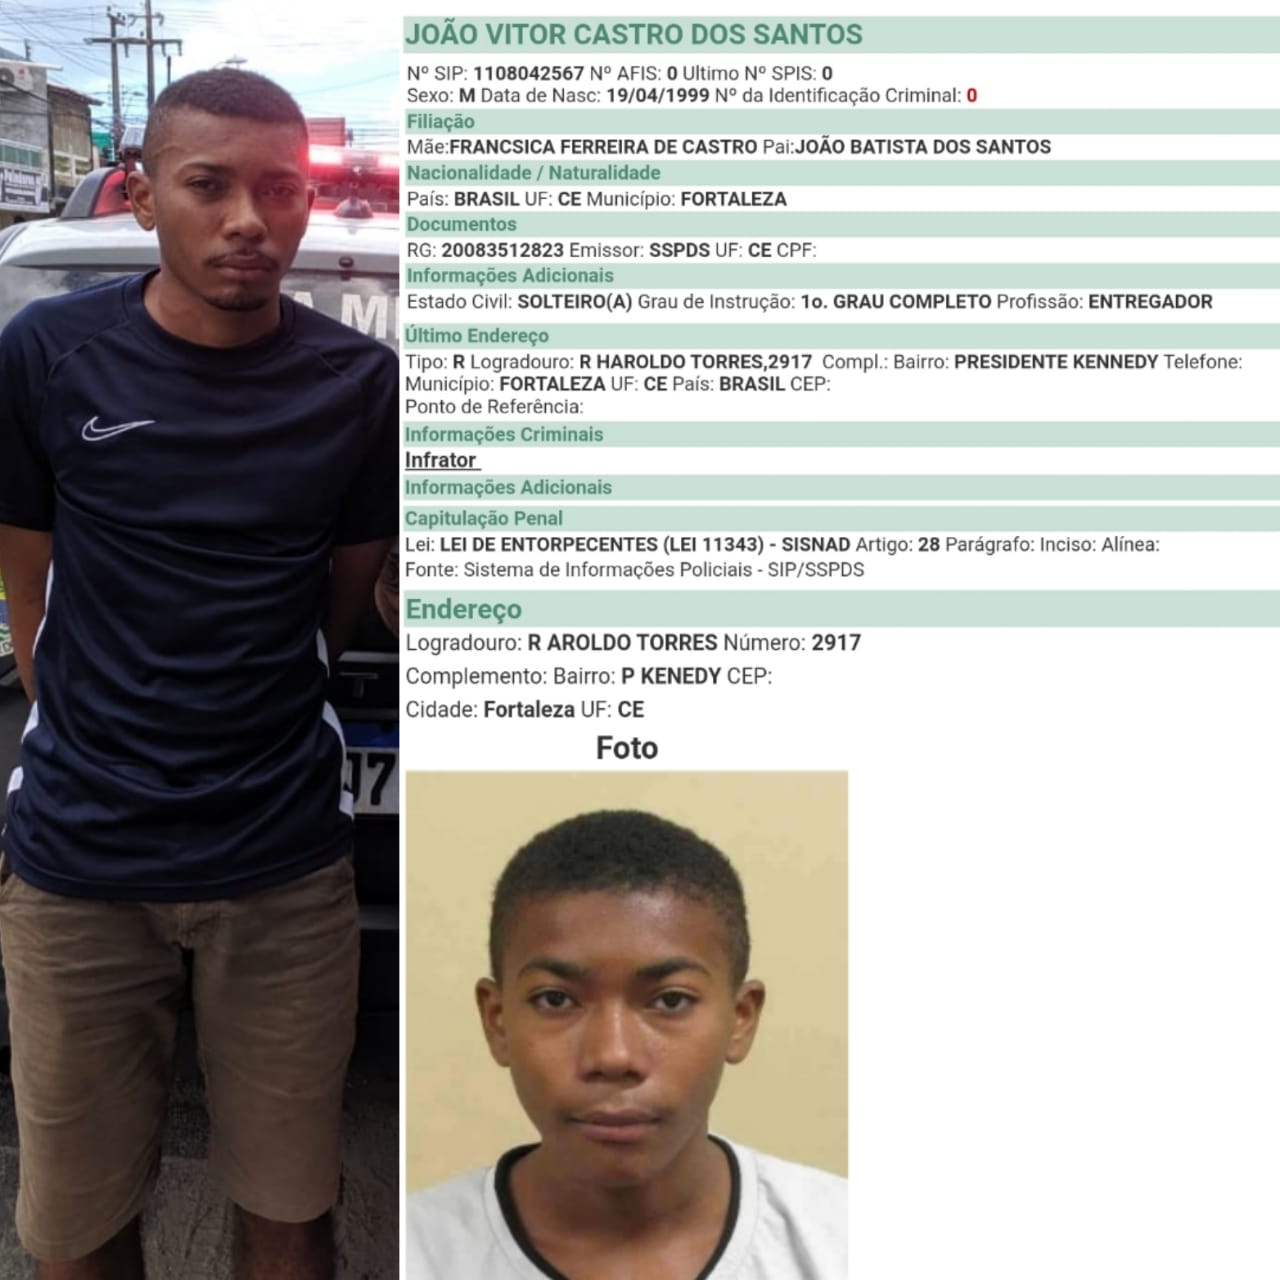 JOÃO VITOR CASTRO DOS SANTOS
Nº SIP: 1108042567 Nº AFIS: 0 Ultimo Nº SPIS: 0
Sexo: M Data de Nasc: 19/04/1999 Nº da Identificação Criminal: 0
Filiação
Mãe:FRANCSICA FERREIRA DE CASTRO Pai:JOÃO BATISTA DOS SANTOS
Nacionalidade / Naturalidade
País: BRASIL UF: CE Município: FORTALEZA
Documentos
RG: 20083512823 Emissor: SSPDS UF: CE CPF:
Informações Adicionais
Estado Civil: SOLTEIRO(A) Grau de Instrução: 1o. GRAU COMPLETO Profissão: ENTREGADOR
Último Endereço
Tipo: R Logradouro: R HAROLDO TORRES,2917 Compl.: Bairro: PRESIDENTE KENNEDY Telefone:
Município: FORTALEZA UF: CE País: BRASIL CEP:
Ponto de Referência:
Informações Criminais
Infrator
Informações Adicionais
Capitulação Penal
Lei: LEI DE ENTORPECENTES (LEI 11343) - SISNAD Artigo: 28 Parágrafo: Inciso: Alínea:
Fonte: Sistema de Informações Policiais - SIP/SSPDS
Endereço
Logradouro: R AROLDO TORRES Número: 2917
Complemento: Bairro: P KENEDY CEP:
Cidade: Fortaleza UF: CE
Foto
A MI